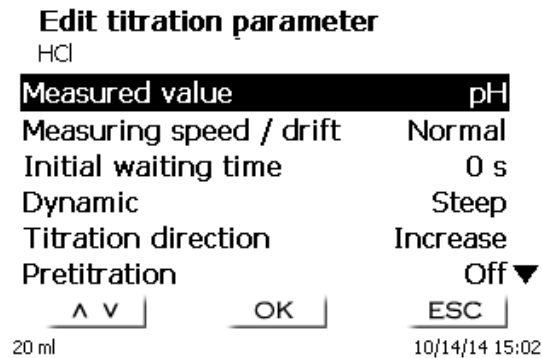 Edit titration parameter
HCl
Measured value pH
Measuring speed / drift Normal
Initial waiting time 0 s
Dynamic Steep
Titration direction Increase
Pretitration Off ▼
∧ ∨ OK ESC
20 ml 10/14/14 15:02